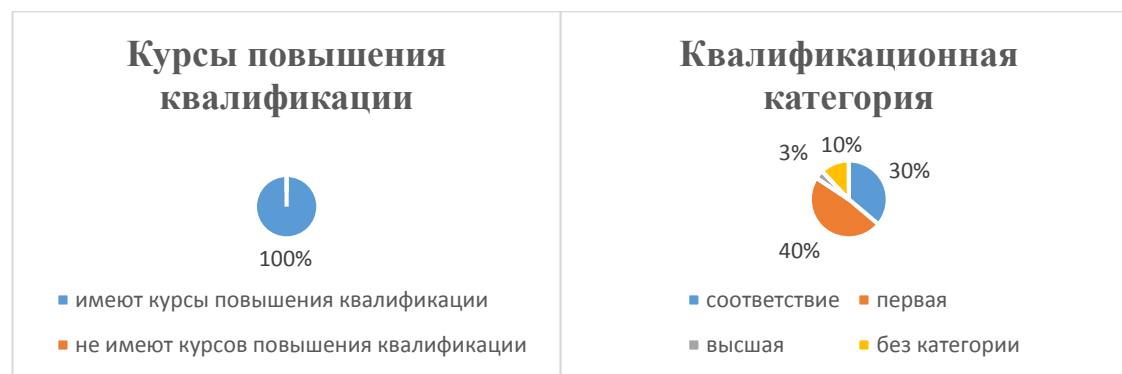 Курсы повышения
квалификации
100%
имеют курсы повышения квалификации
не имеют курсов повышения квалификации
Квалификационная
категория
3%
10%
30%
40%
соответствие
первая
высшая
без категории